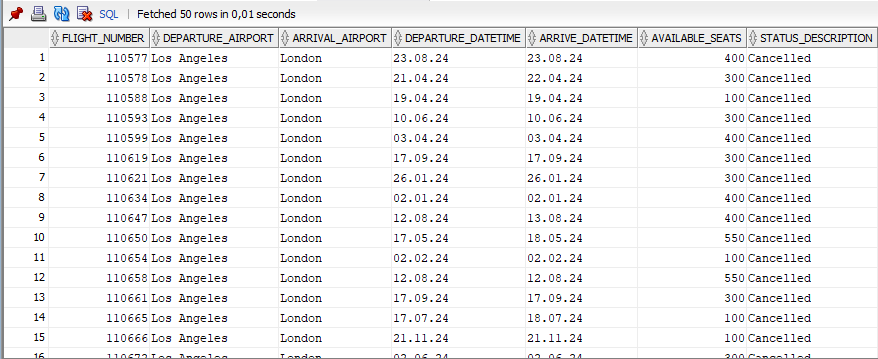 SQL | Fetched 50 rows in 0,01 seconds
FLIGHT_NUMBER DEPARTURE_AIRPORT ARRIVAL_AIRPORT DEPARTURE_DATETIME ARRIVE_DATETIME AVAILABLE_SEATS STATUS_DESCRIPTION
1 110577 Los Angeles London 23.08.24 23.08.24 400 Cancelled
2 110578 Los Angeles London 21.04.24 22.04.24 300 Cancelled
3 110588 Los Angeles London 19.04.24 19.04.24 100 Cancelled
4 110593 Los Angeles London 10.06.24 10.06.24 300 Cancelled
5 110599 Los Angeles London 03.04.24 03.04.24 400 Cancelled
6 110619 Los Angeles London 17.09.24 17.09.24 300 Cancelled
7 110621 Los Angeles London 26.01.24 26.01.24 300 Cancelled
8 110634 Los Angeles London 02.01.24 02.01.24 400 Cancelled
9 110647 Los Angeles London 12.08.24 13.08.24 400 Cancelled
10 110650 Los Angeles London 17.05.24 18.05.24 550 Cancelled
11 110654 Los Angeles London 02.02.24 02.02.24 100 Cancelled
12 110658 Los Angeles London 12.08.24 12.08.24 550 Cancelled
13 110661 Los Angeles London 17.09.24 17.09.24 300 Cancelled
14 110665 Los Angeles London 17.07.24 18.07.24 100 Cancelled
15 110666 Los Angeles London 21.11.24 21.11.24 100 Cancelled
Los Angeles London Cancelled